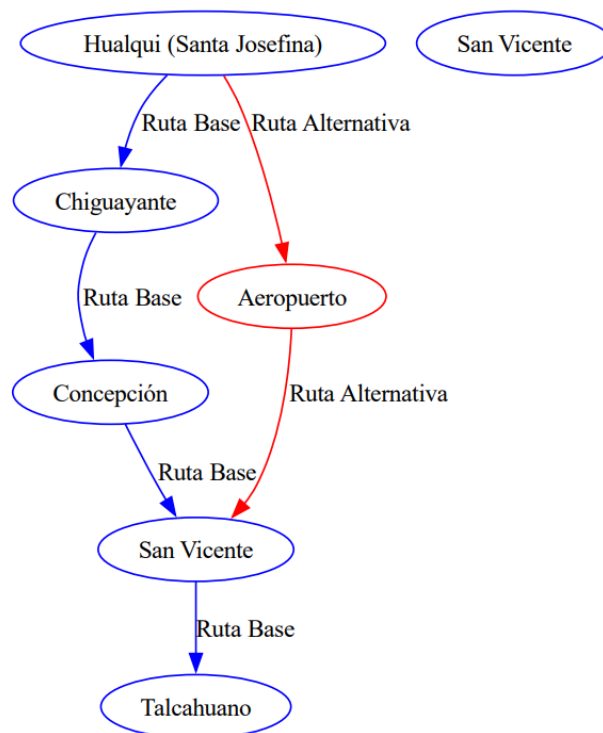 Hualqui (Santa Josefina)
San Vicente
Ruta Base
Ruta Alternativa
Chiguayante
Ruta Base
Aeropuerto
Concepción
Ruta Alternativa
Ruta Base
San Vicente
Ruta Base
Talcahuano